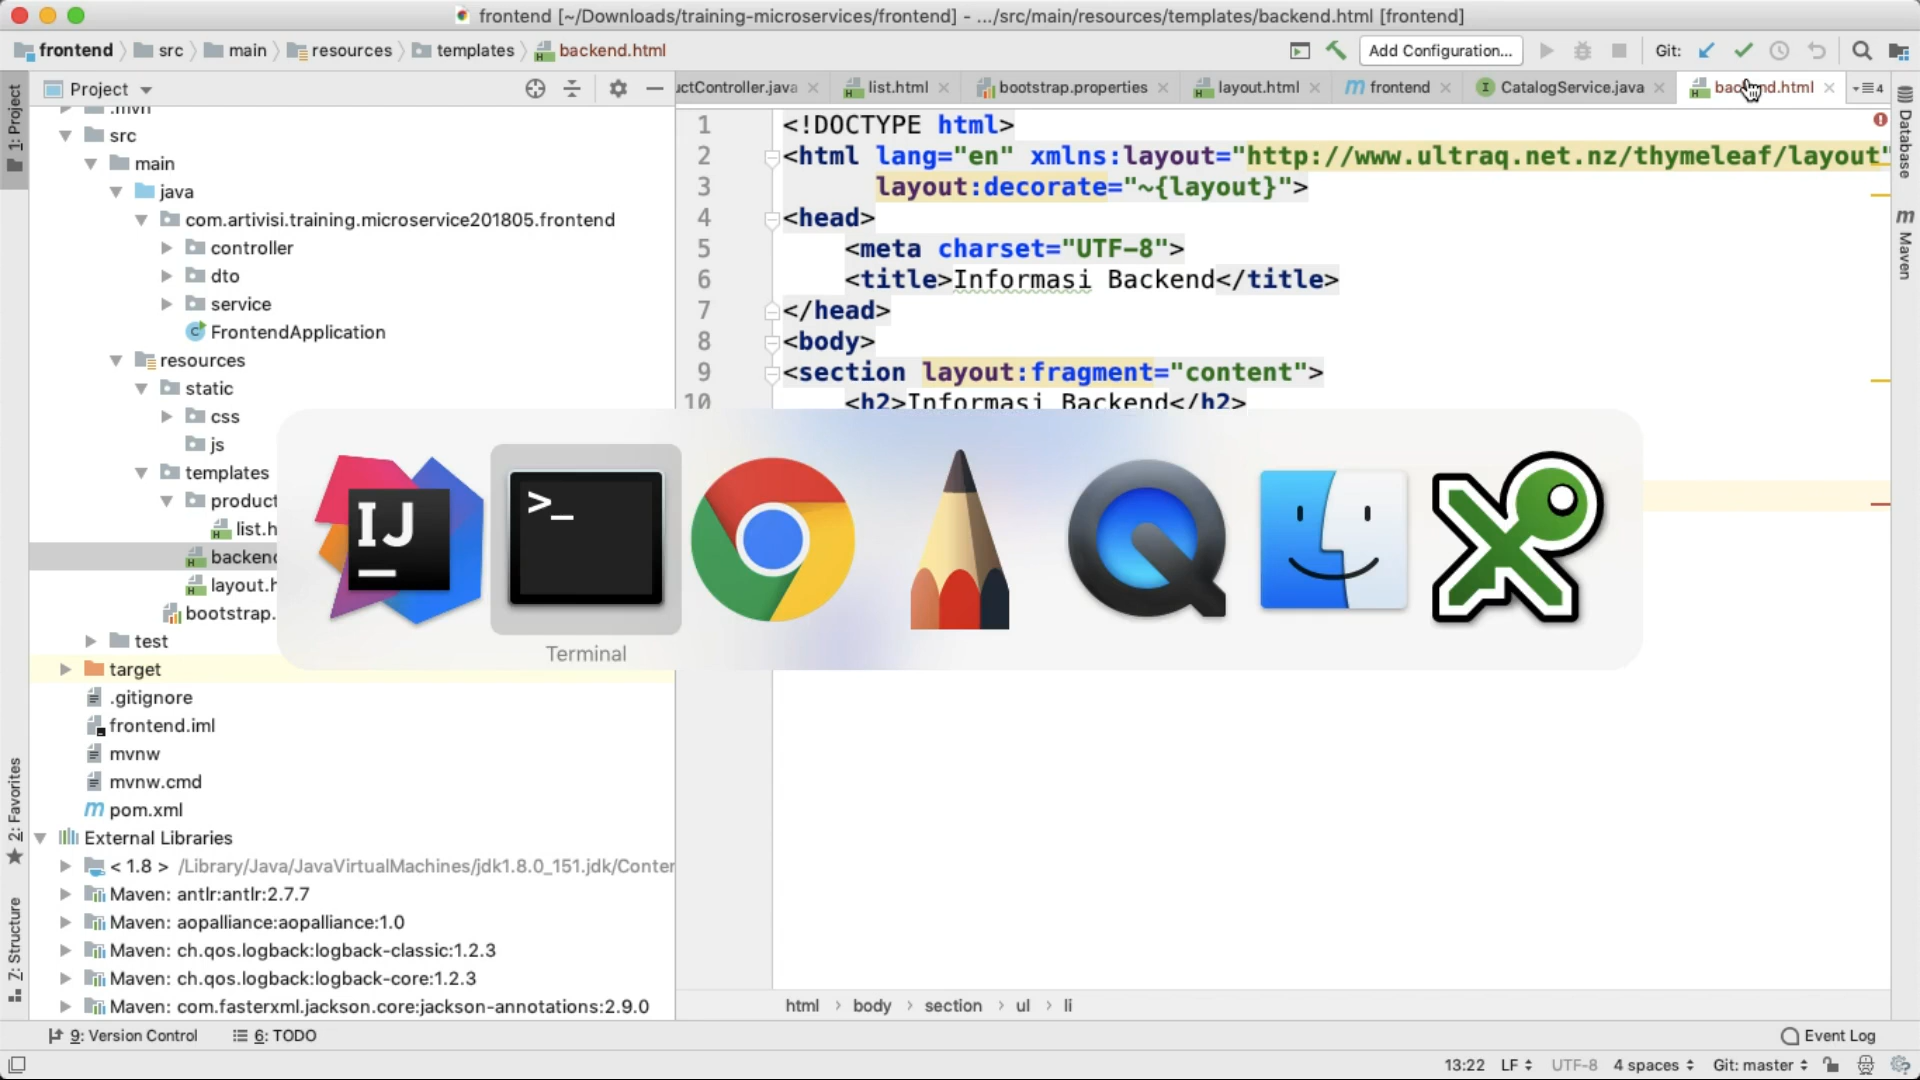 frontend [~/Downloads/training-microservices/frontend] - .../src/main/resources/templates/backend.html [frontend]
frontend src main resources templates backend.html Add Configuration... Git:
1: Project
Project
uctController.java list.html bootstrap.properties layout.html frontend CatalogService.java backend.html 4
Database
Maven
.mvn
src
main
java
com.artivisi.training.microservice201805.frontend
controller
dto
service
FrontendApplication
resources
static
css
js
templates
product
list.h
backend
layout.h
bootstrap.
test
target
.gitignore
frontend.iml
mvnw
mvnw.cmd
pom.xml
External Libraries
< 1.8 > /Library/Java/JavaVirtualMachines/jdk1.8.0_151.jdk/Conter
Maven: antlr:antlr:2.7.7
Maven: aopalliance:aopalliance:1.0
Maven: ch.qos.logback:logback-classic:1.2.3
Maven: ch.qos.logback:logback-core:1.2.3
Maven: com.fasterxml.jackson.core:jackson-annotations:2.9.0
2: Favorites
7: Structure
1 <!DOCTYPE html>
2 <html lang="en" xmlns:layout="http://www.ultraq.net.nz/thymeleaf/layout"
3 layout:decorate="~{layout}">
4 <head>
5 <meta charset="UTF-8">
6 <title>Informasi Backend</title>
7 </head>
8 <body>
9 <section layout:fragment="content">
10 <h2>Informasi Backend</h2>
IJ
>_
Terminal
html body section ul li
9: Version Control 6: TODO Event Log
13:22 LF UTF-8 4 spaces Git: master